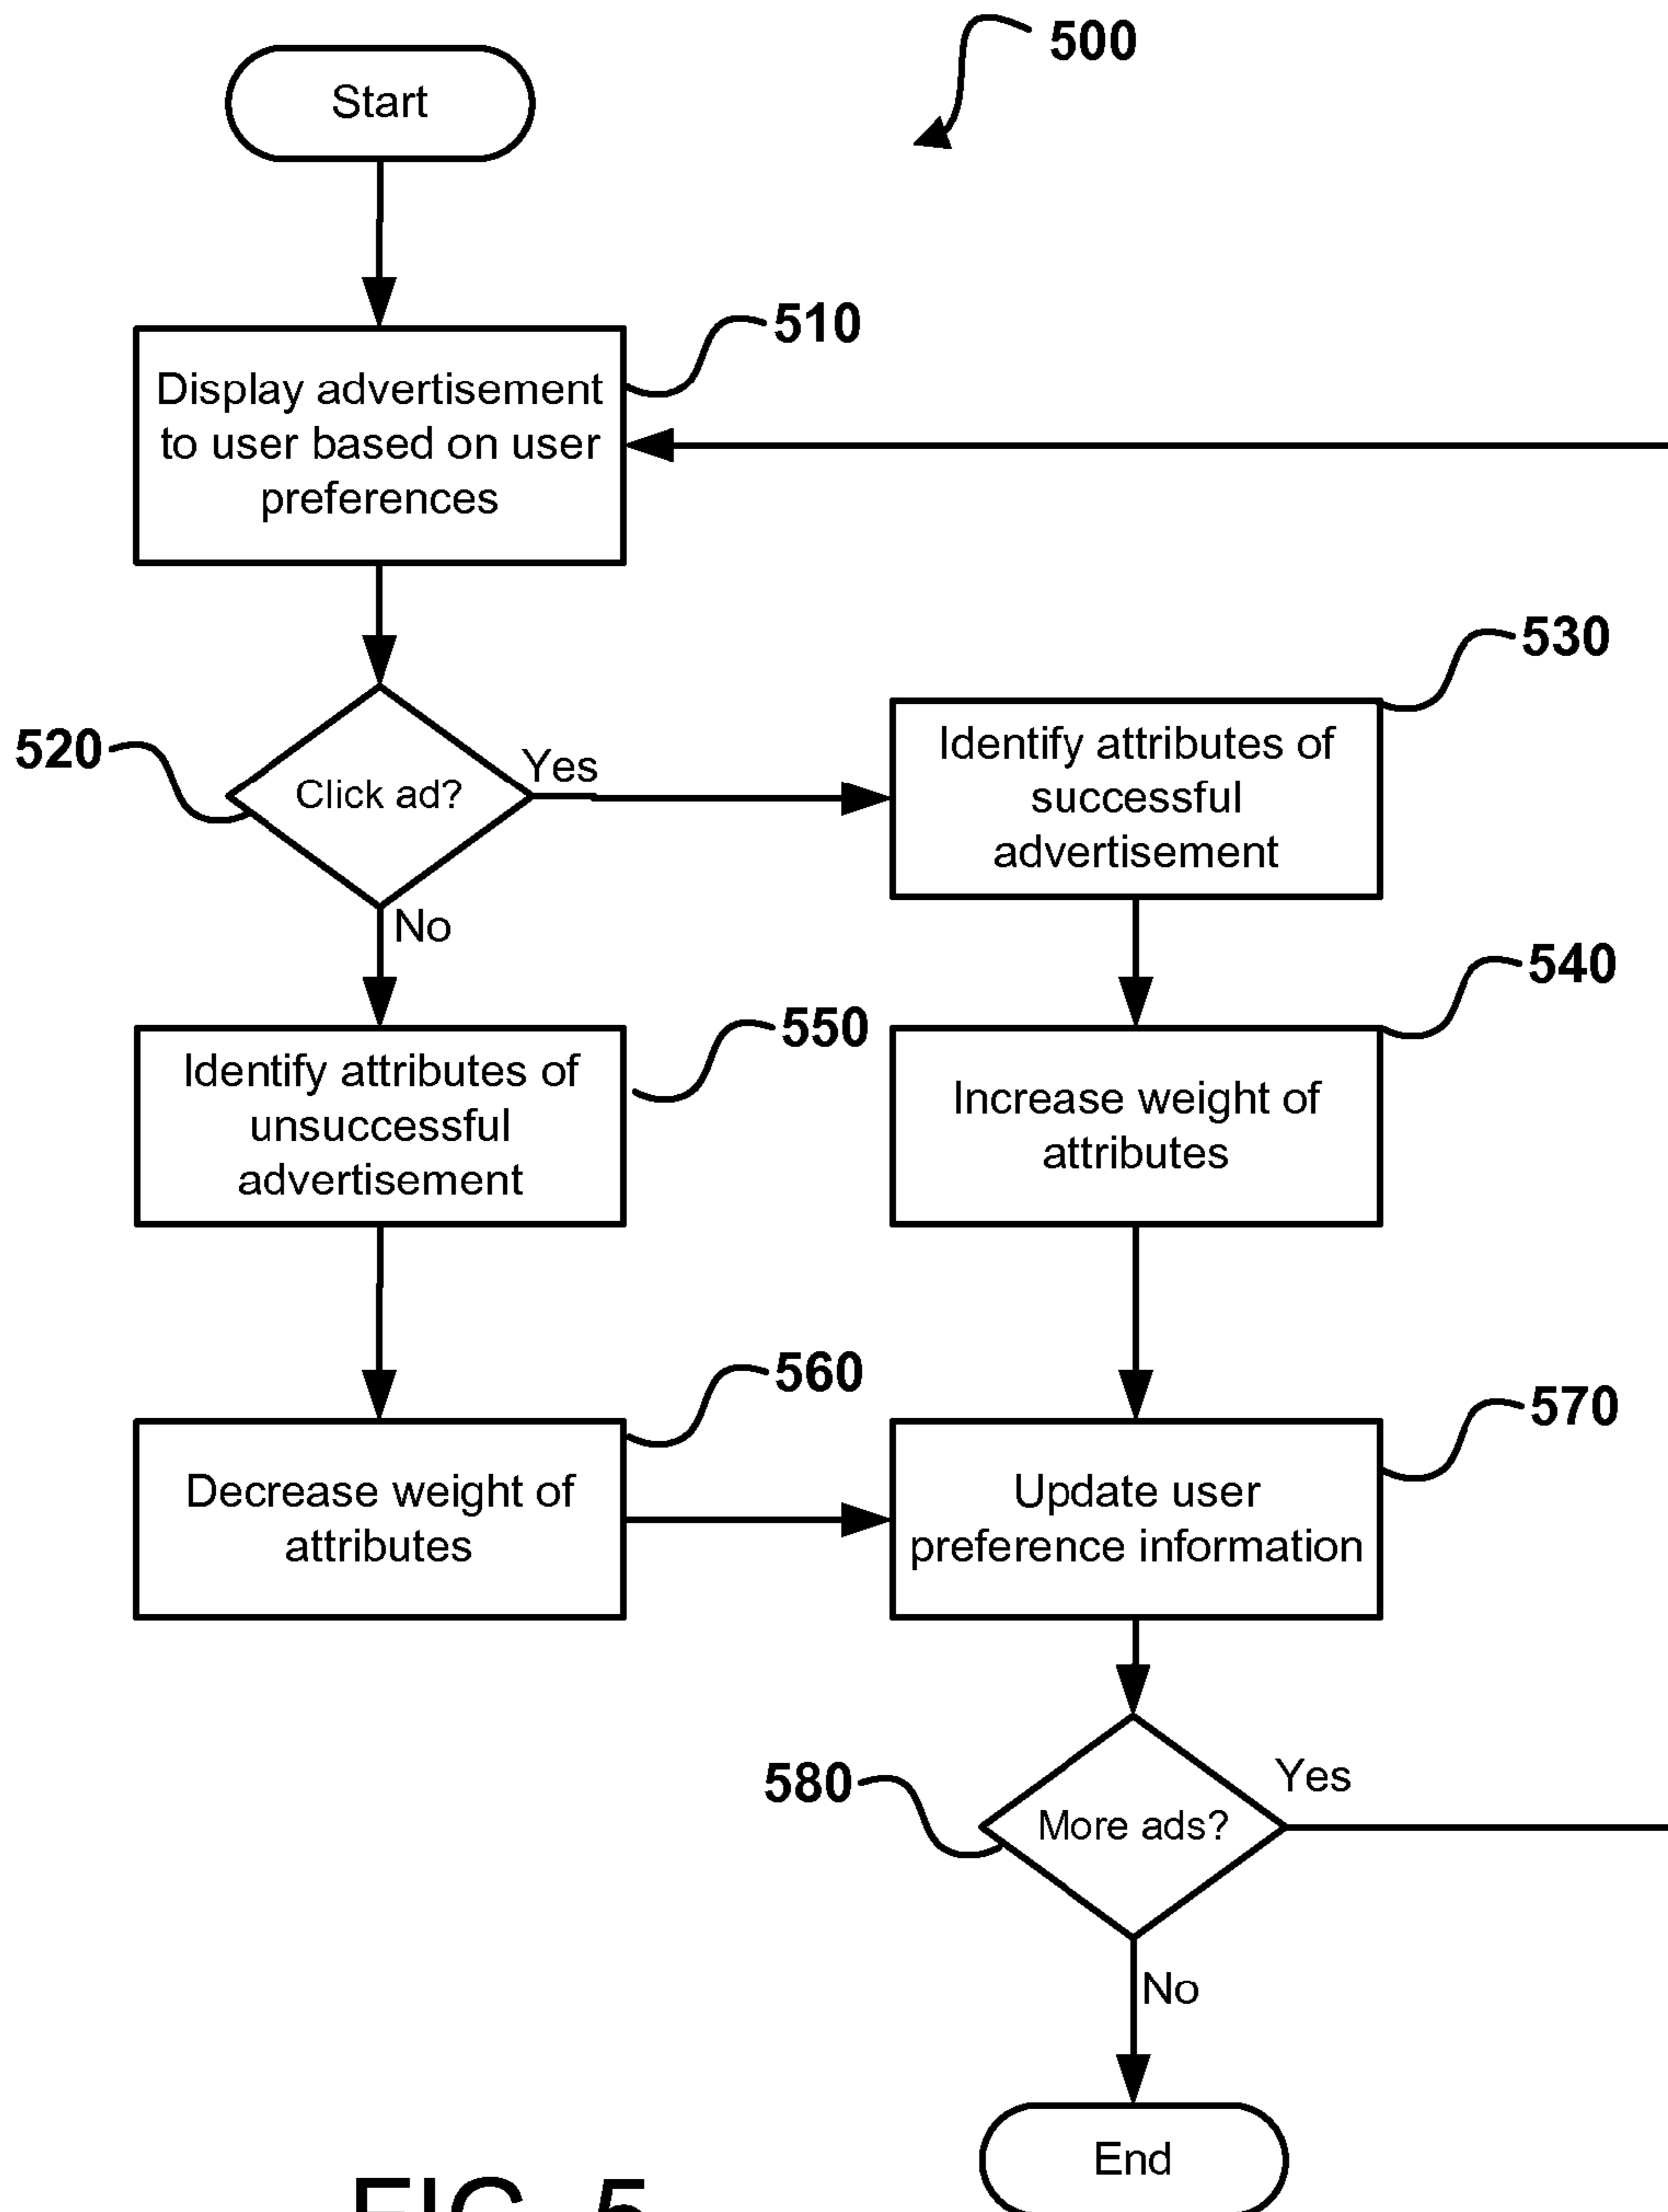 500
Start
510
Display advertisement
to user based on user
preferences
520
Click ad?
Yes
No
530
Identify attributes of
successful
advertisement
540
Increase weight of
attributes
550
Identify attributes of
unsuccessful
advertisement
560
Decrease weight of
attributes
570
Update user
preference information
580
More ads?
Yes
No
End
FIG. 5